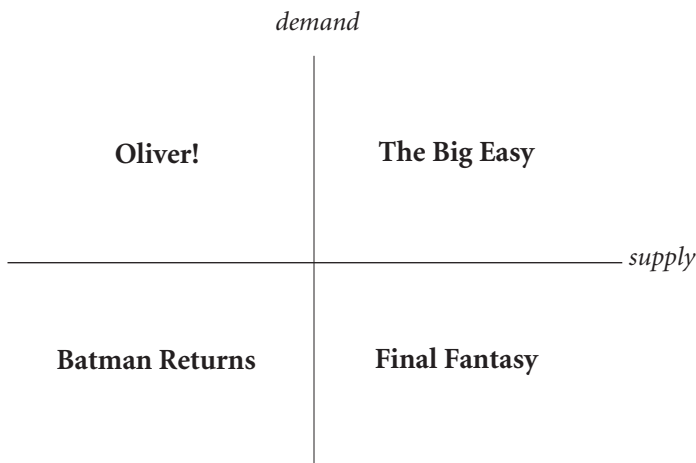 demand
Oliver!
The Big Easy
supply
Batman Returns
Final Fantasy